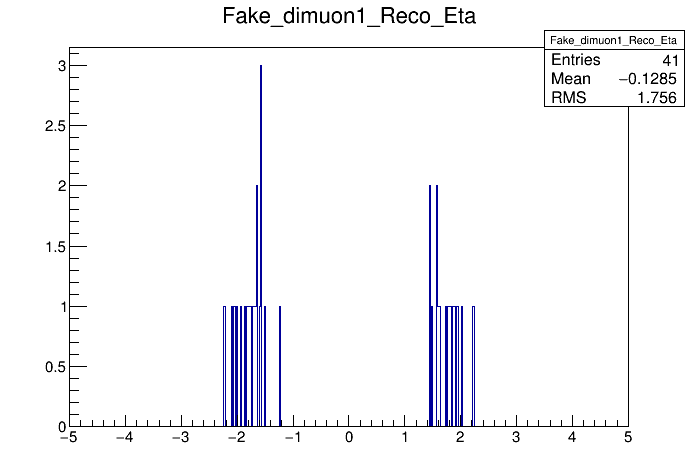 Fake_dimuon1_Reco_Eta
Fake_dimuon1_Reco_Eta
Entries 41
Mean −0.1285
RMS 1.756
3
2.5
2
1.5
1
0.5
0
−5 −4 −3 −2 −1 0 1 2 3 4 5